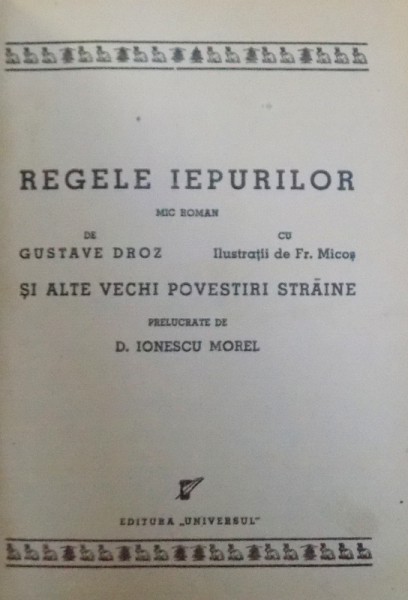 REGELE IEPURILOR
MIC ROMAN
DE CU
GUSTAVE DROZ Ilustrații de Fr. Micoș
ȘI ALTE VECHI POVESTIRI STRĂINE
PRELUCRATE DE
D. IONESCU MOREL
EDITURA „UNIVERSUL"